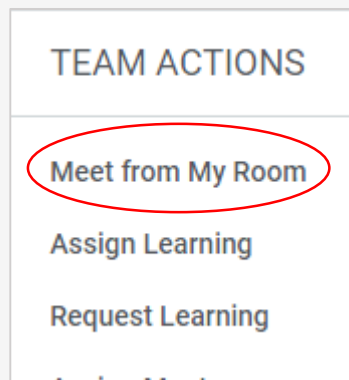 TEAM ACTIONS
Meet from My Room
Assign Learning
Request Learning